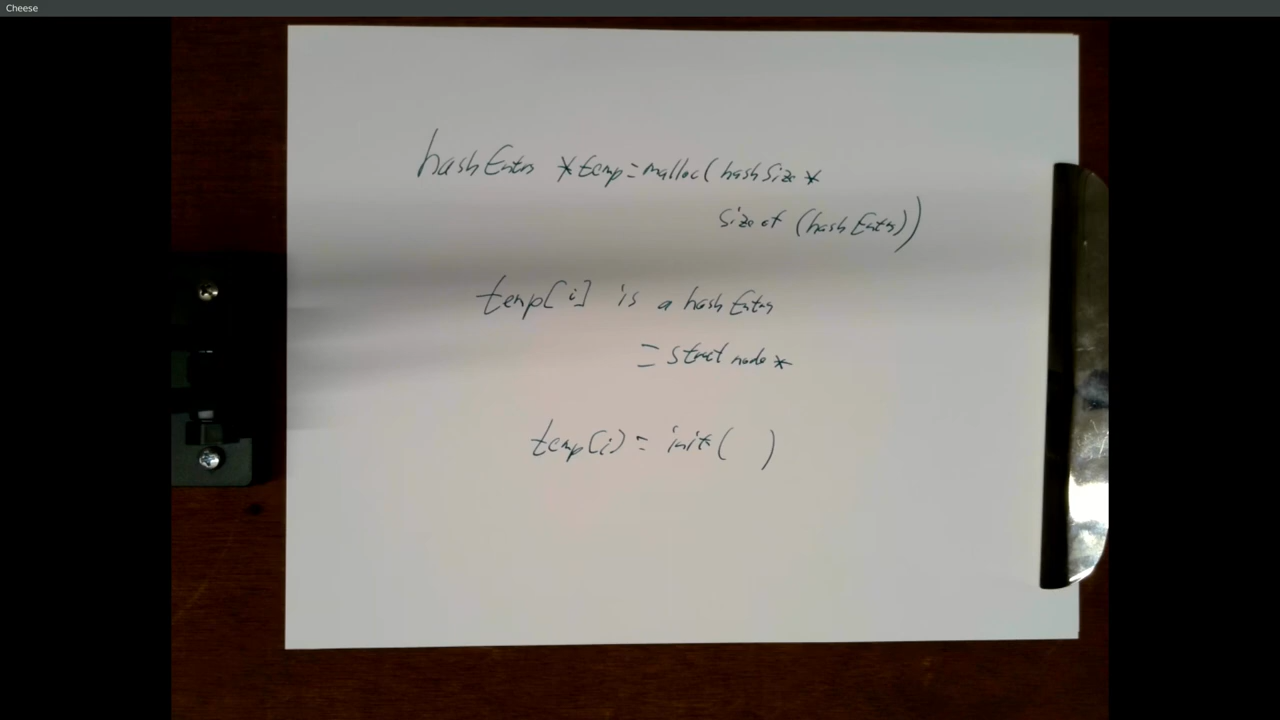 Cheese
hashEntry *temp=malloc(hashSize*
sizeof (hashEntry))
temp[i] is a hashEntry
= struct node *
temp[i] = init( )